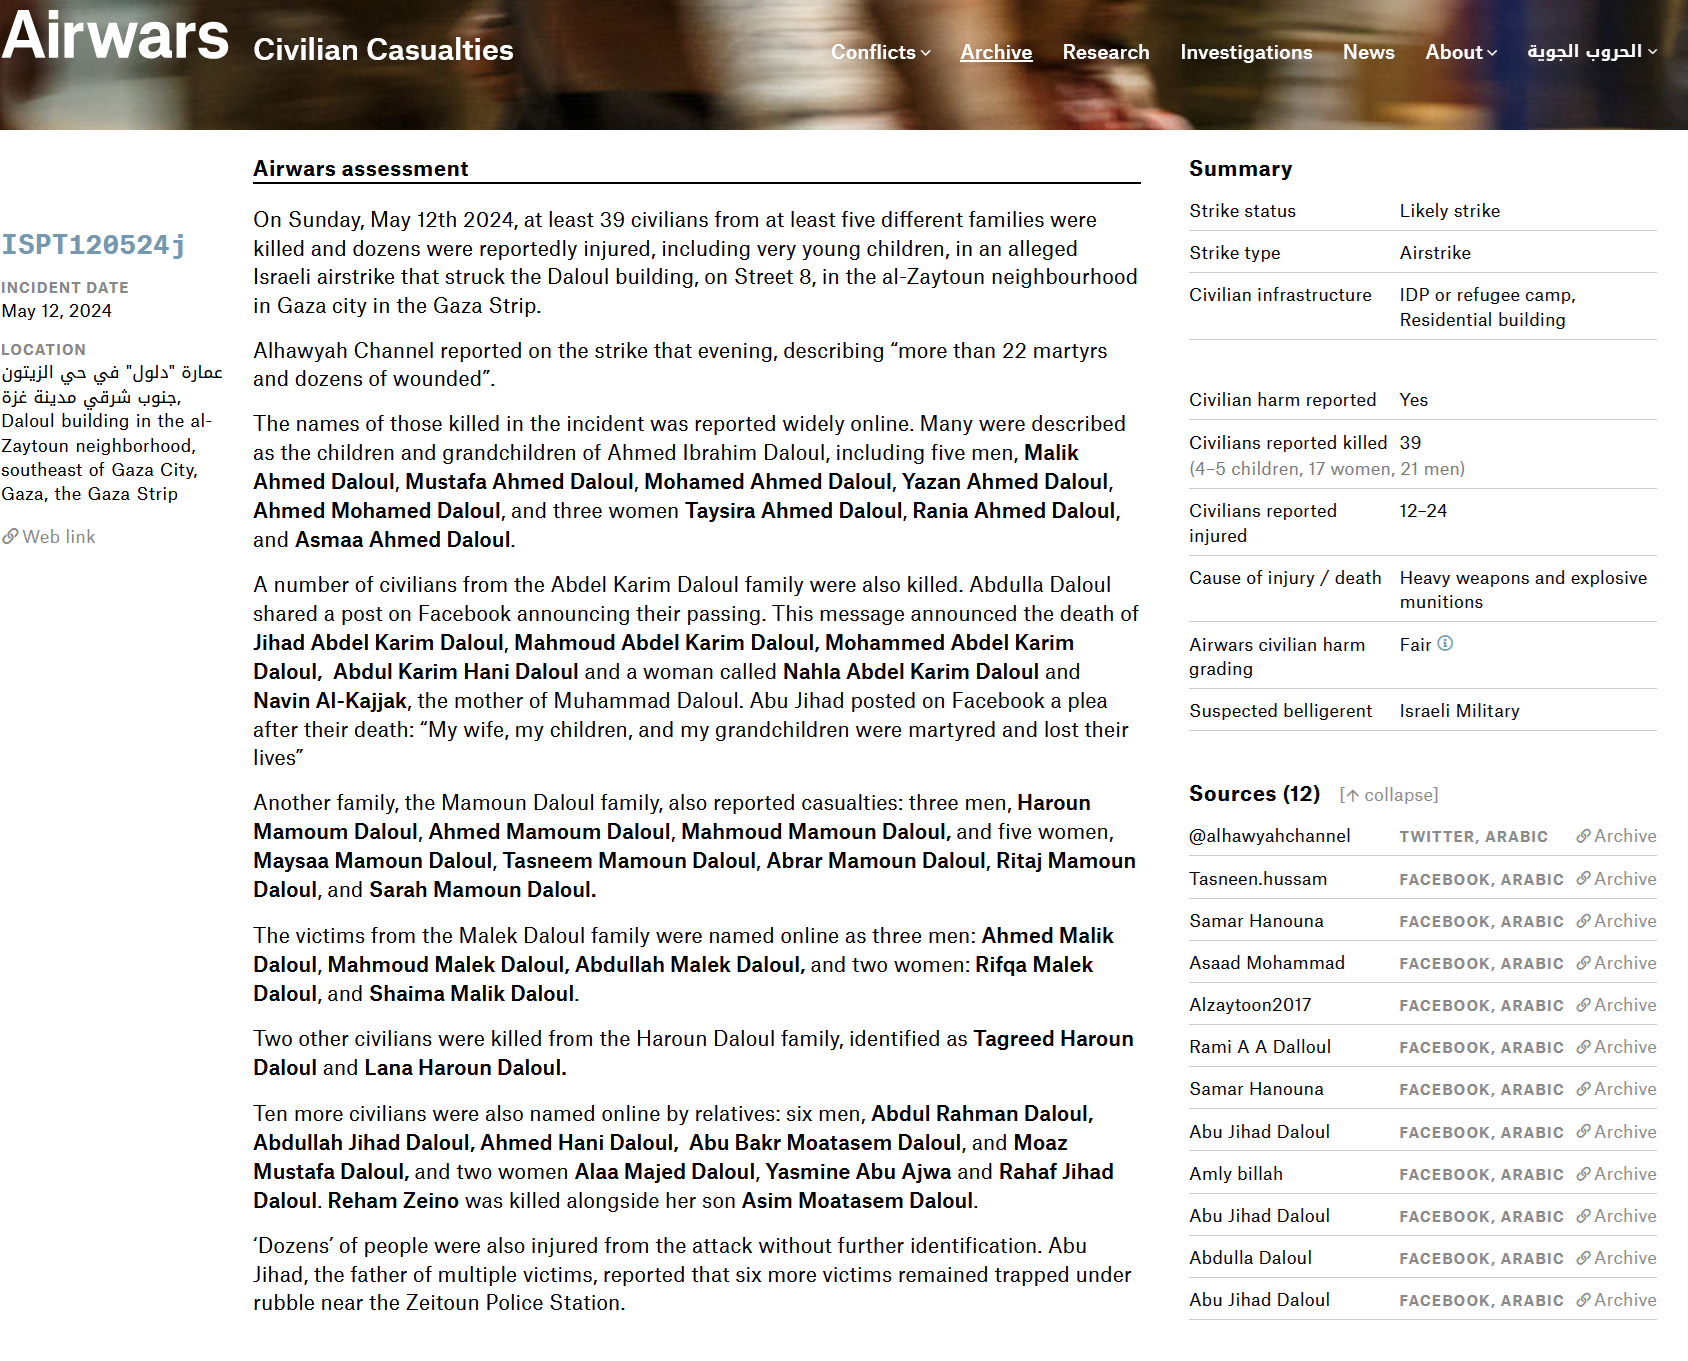 Airwars
Civilian Casualties
Conflicts
Archive
Research
Investigations
News
About
الحروب الجوية
ISPT120524j
INCIDENT DATE
May 12, 2024
LOCATION
عمارة "دلول" في حي الزيتون
جنوب شرقي مدينة غزة,
Daloul building in the al-
Zaytoun neighborhood,
southeast of Gaza City,
Gaza, the Gaza Strip
Web link
Airwars assessment
On Sunday, May 12th 2024, at least 39 civilians from at least five different families were
killed and dozens were reportedly injured, including very young children, in an alleged
Israeli airstrike that struck the Daloul building, on Street 8, in the al-Zaytoun neighbourhood
in Gaza city in the Gaza Strip.
Alhawyah Channel reported on the strike that evening, describing “more than 22 martyrs
and dozens of wounded”.
The names of those killed in the incident was reported widely online. Many were described
as the children and grandchildren of Ahmed Ibrahim Daloul, including five men, Malik
Ahmed Daloul, Mustafa Ahmed Daloul, Mohamed Ahmed Daloul, Yazan Ahmed Daloul,
Ahmed Mohamed Daloul, and three women Taysira Ahmed Daloul, Rania Ahmed Daloul,
and Asmaa Ahmed Daloul.
A number of civilians from the Abdel Karim Daloul family were also killed. Abdulla Daloul
shared a post on Facebook announcing their passing. This message announced the death of
Jihad Abdel Karim Daloul, Mahmoud Abdel Karim Daloul, Mohammed Abdel Karim
Daloul,  Abdul Karim Hani Daloul and a woman called Nahla Abdel Karim Daloul and
Navin Al-Kajjak, the mother of Muhammad Daloul. Abu Jihad posted on Facebook a plea
after their death: “My wife, my children, and my grandchildren were martyred and lost their
lives”
Another family, the Mamoun Daloul family, also reported casualties: three men, Haroun
Mamoum Daloul, Ahmed Mamoum Daloul, Mahmoud Mamoun Daloul, and five women,
Maysaa Mamoun Daloul, Tasneem Mamoun Daloul, Abrar Mamoun Daloul, Ritaj Mamoun
Daloul, and Sarah Mamoun Daloul.
The victims from the Malek Daloul family were named online as three men: Ahmed Malik
Daloul, Mahmoud Malek Daloul, Abdullah Malek Daloul, and two women: Rifqa Malek
Daloul, and Shaima Malik Daloul.
Two other civilians were killed from the Haroun Daloul family, identified as Tagreed Haroun
Daloul and Lana Haroun Daloul.
Ten more civilians were also named online by relatives: six men, Abdul Rahman Daloul,
Abdullah Jihad Daloul, Ahmed Hani Daloul,  Abu Bakr Moatasem Daloul, and Moaz
Mustafa Daloul, and two women Alaa Majed Daloul, Yasmine Abu Ajwa and Rahaf Jihad
Daloul. Reham Zeino was killed alongside her son Asim Moatasem Daloul.
‘Dozens’ of people were also injured from the attack without further identification. Abu
Jihad, the father of multiple victims, reported that six more victims remained trapped under
rubble near the Zeitoun Police Station.
Summary
Strike status Likely strike
Strike type Airstrike
Civilian infrastructure IDP or refugee camp,
Residential building
Civilian harm reported Yes
Civilians reported killed 39
(4–5 children, 17 women, 21 men)
Civilians reported 12–24
injured
Cause of injury / death Heavy weapons and explosive
munitions
Airwars civilian harm Fair
grading
Suspected belligerent Israeli Military
Sources (12) [↑ collapse]
@alhawyahchannel TWITTER, ARABIC Archive
Tasneen.hussam FACEBOOK, ARABIC Archive
Samar Hanouna FACEBOOK, ARABIC Archive
Asaad Mohammad FACEBOOK, ARABIC Archive
Alzaytoon2017 FACEBOOK, ARABIC Archive
Rami A A Dalloul FACEBOOK, ARABIC Archive
Samar Hanouna FACEBOOK, ARABIC Archive
Abu Jihad Daloul FACEBOOK, ARABIC Archive
Amly billah FACEBOOK, ARABIC Archive
Abu Jihad Daloul FACEBOOK, ARABIC Archive
Abdulla Daloul FACEBOOK, ARABIC Archive
Abu Jihad Daloul FACEBOOK, ARABIC Archive